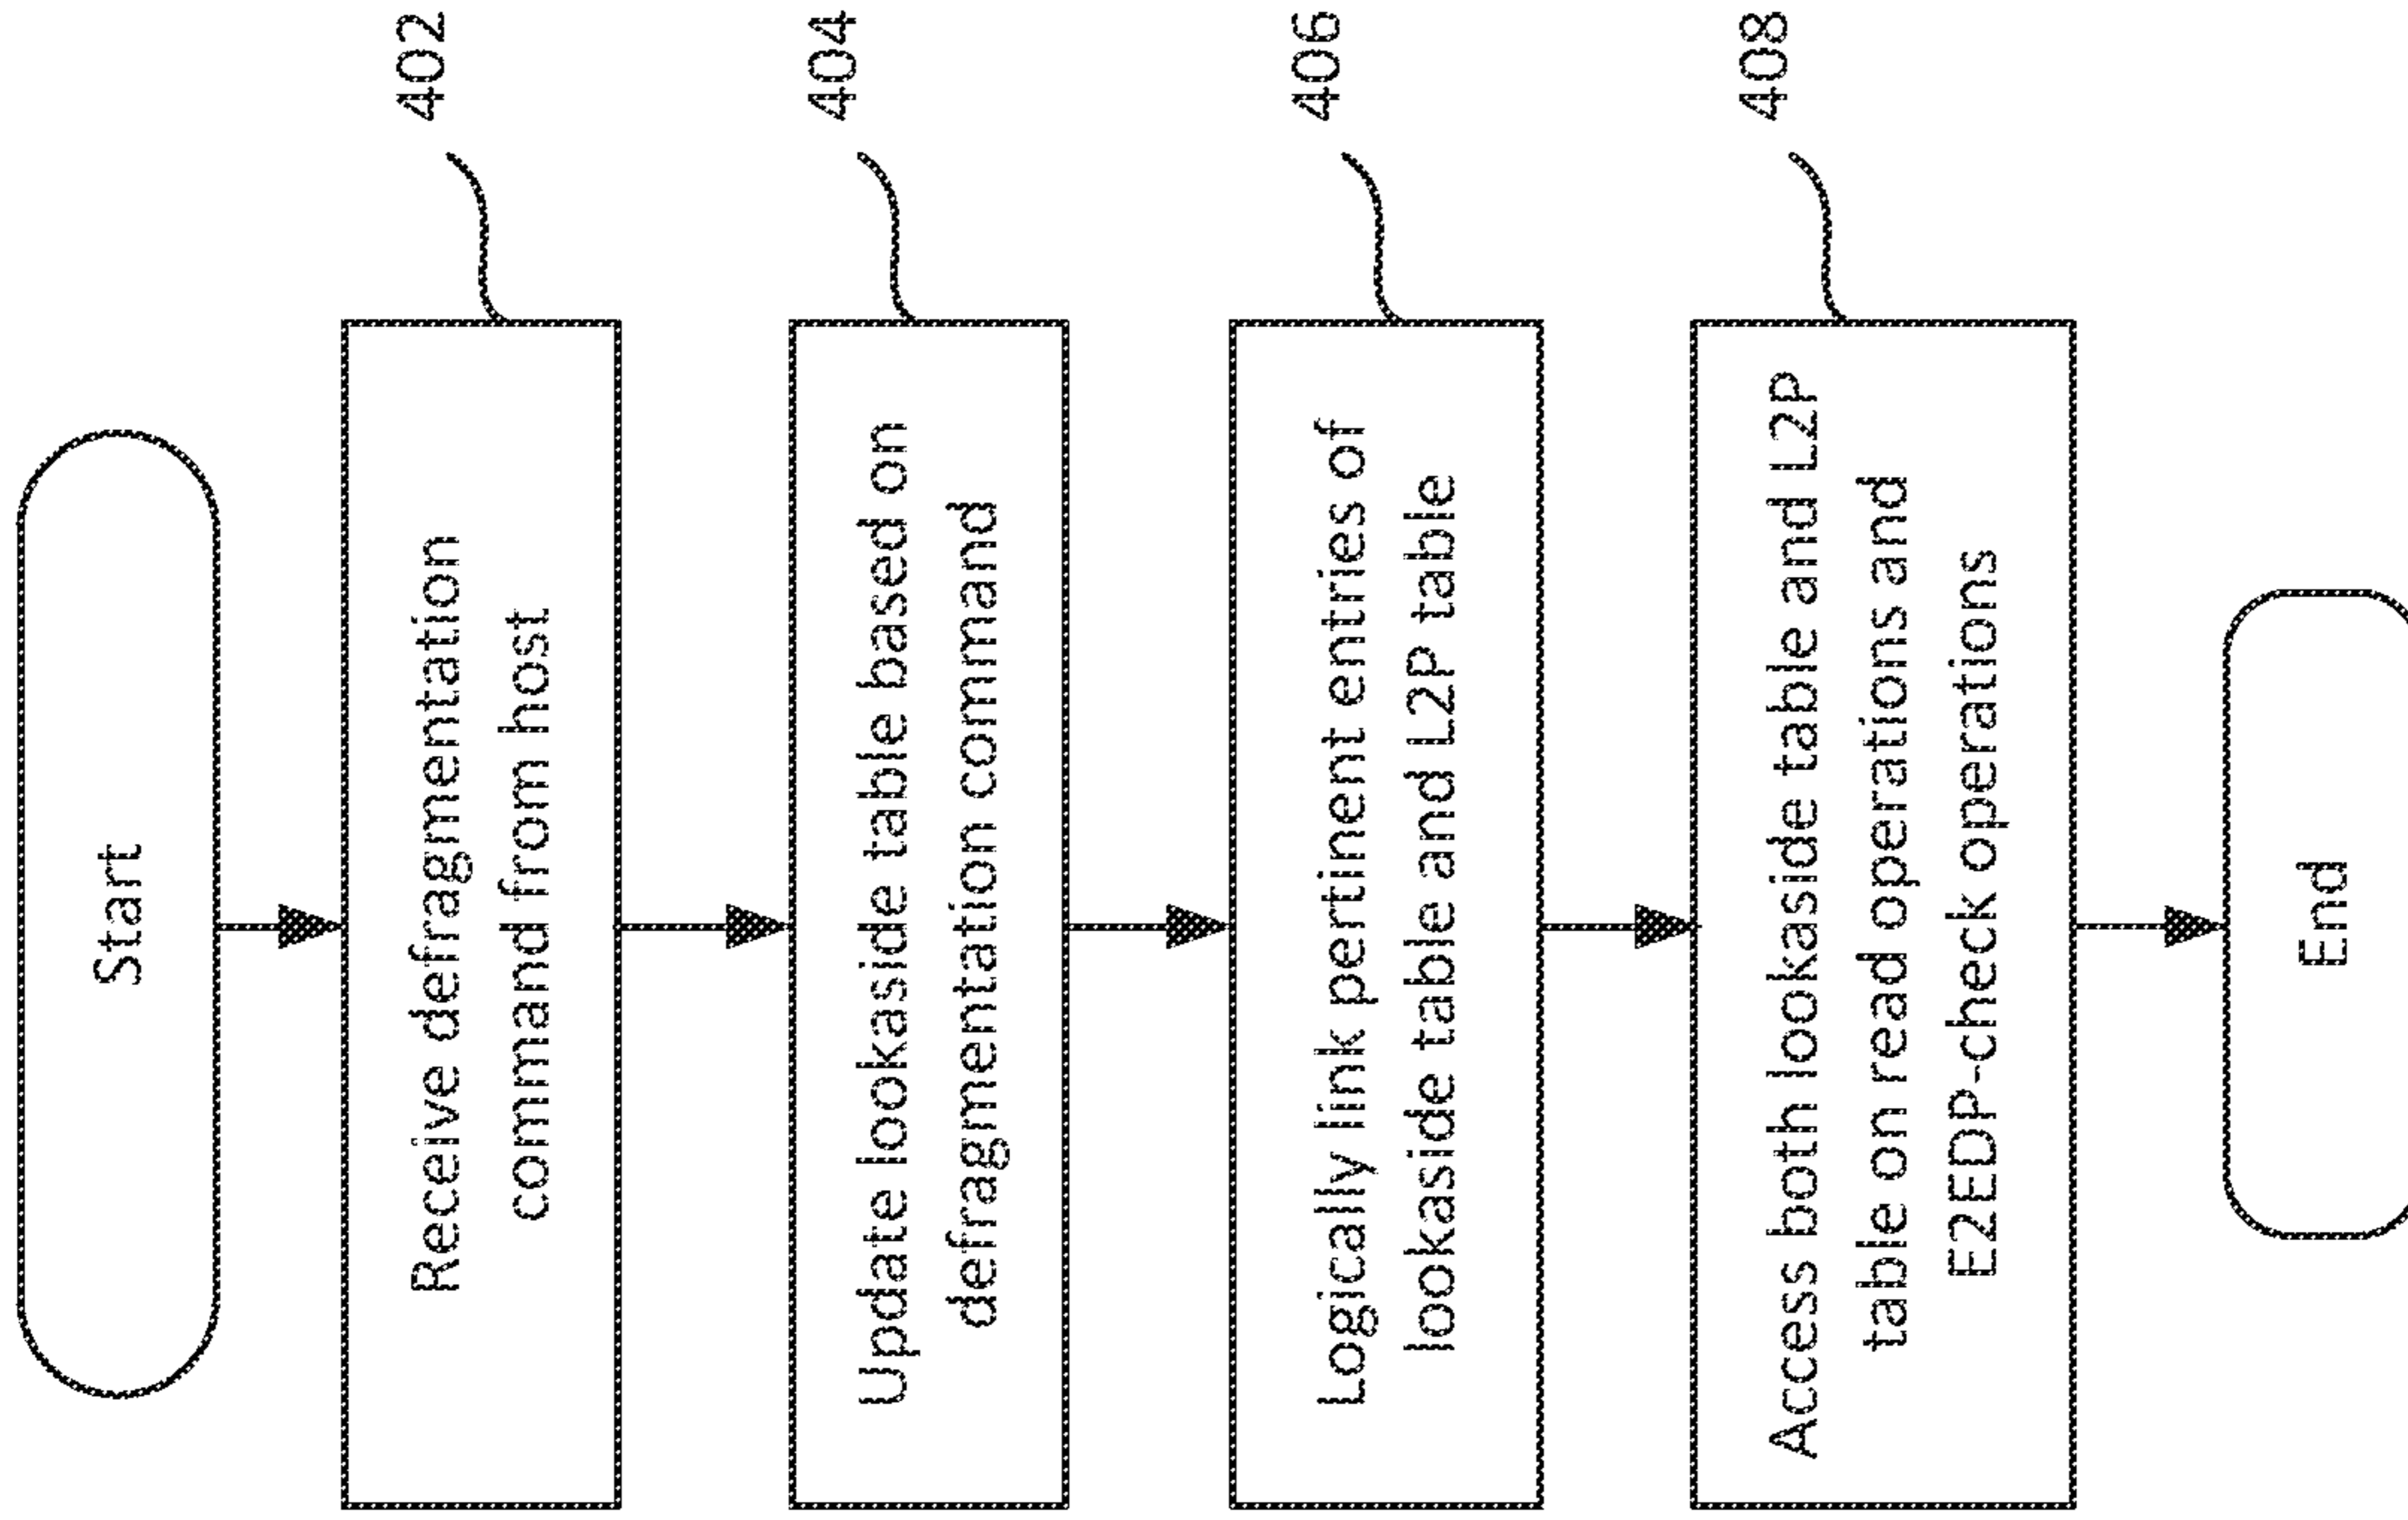 Start
402
Receive defragmentation
command from host
404
Update lookaside table based on
defragmentation command
406
Logically link pertinent entries of
lookaside table and L2P table
408
Access both lookaside table and L2P
table on read operations and
E2EDP-check operations
End